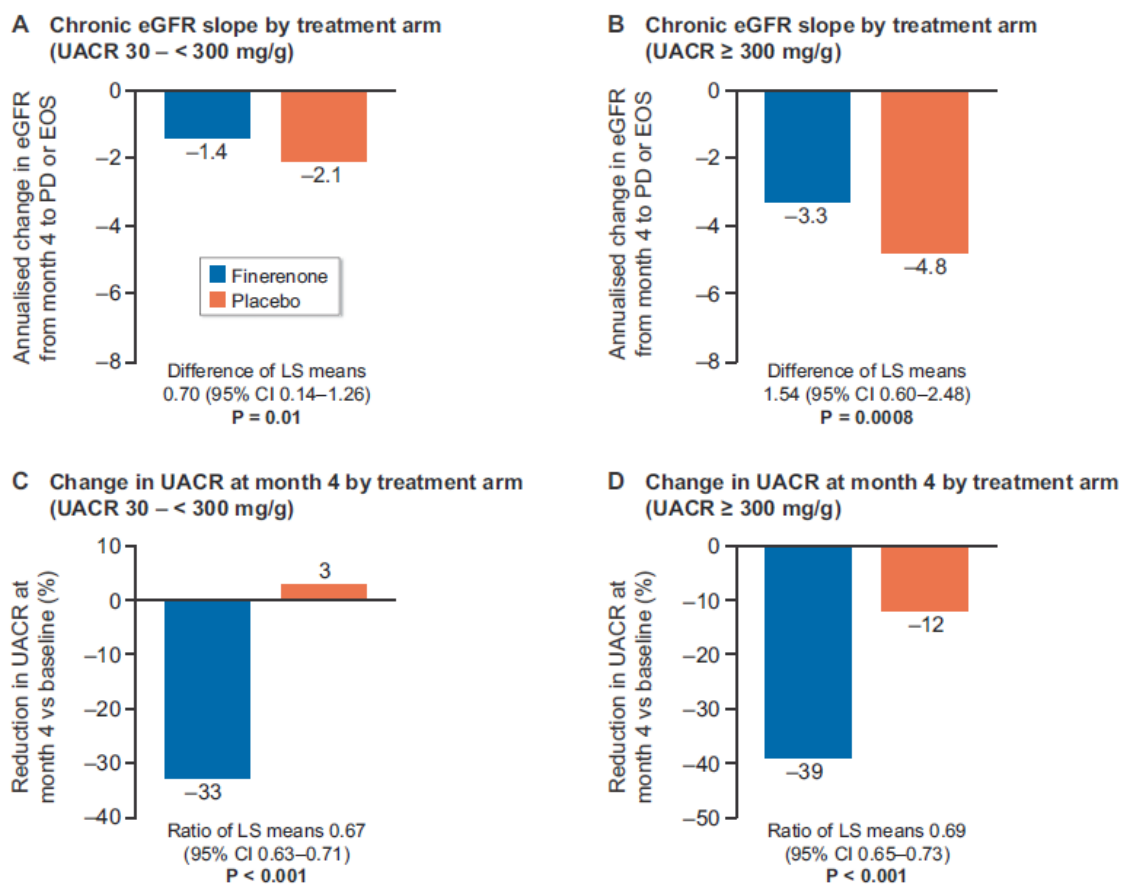 A Chronic eGFR slope by treatment arm
(UACR 30 – < 300 mg/g)
Annualised change in eGFR
from month 4 to PD or EOS
0
–2
–4
–6
–8
–1.4
–2.1
Finerenone
Placebo
Difference of LS means
0.70 (95% CI 0.14–1.26)
P = 0.01
B Chronic eGFR slope by treatment arm
(UACR ≥ 300 mg/g)
Annualised change in eGFR
from month 4 to PD or EOS
0
–2
–4
–6
–8
–3.3
–4.8
Difference of LS means
1.54 (95% CI 0.60–2.48)
P = 0.0008
C Change in UACR at month 4 by treatment arm
(UACR 30 – < 300 mg/g)
Reduction in UACR at
month 4 vs baseline (%)
10
0
–10
–20
–30
–40
3
–33
Ratio of LS means 0.67
(95% CI 0.63–0.71)
P < 0.001
D Change in UACR at month 4 by treatment arm
(UACR ≥ 300 mg/g)
Reduction in UACR at
month 4 vs baseline (%)
0
–10
–20
–30
–40
–50
–12
–39
Ratio of LS means 0.69
(95% CI 0.65–0.73)
P < 0.001